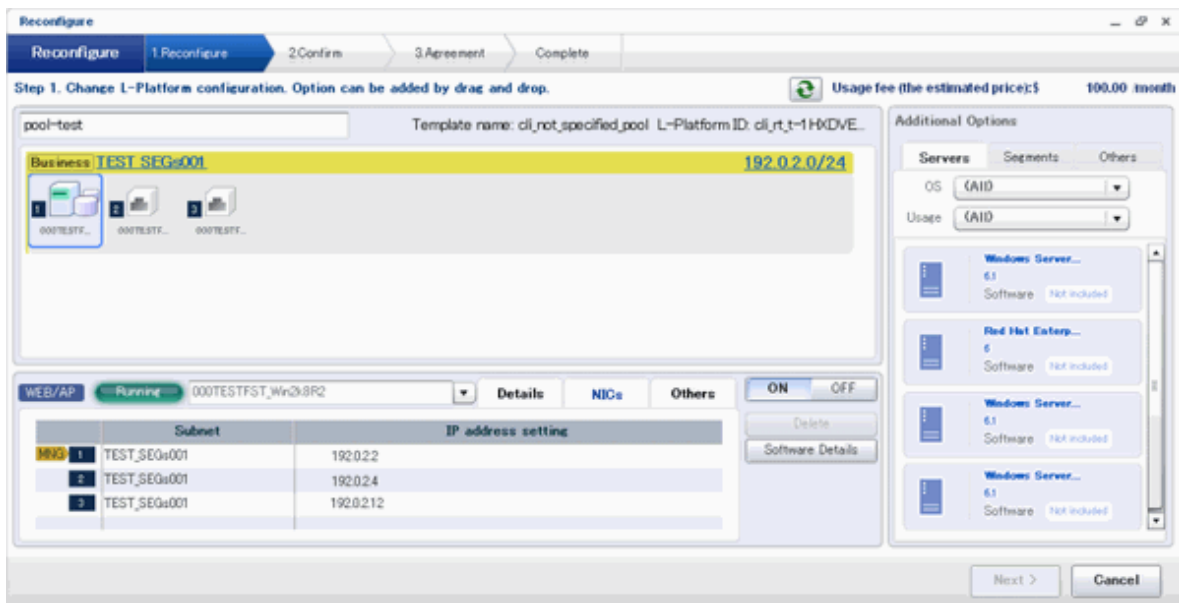 Reconfigure
Reconfigure 1.Reconfigure 2.Confirm 3.Agreement Complete
Step 1. Change L-Platform configuration. Option can be added by drag and drop. Usage fee (the estimated price):$ 100.00 /month
pool-test Template name: cli_not_specified_pool L-Platform ID: cli_rt_t-1HXDVE...
Business TEST_SEGs001 192.0.2.0/24
1 2 3
000TESTF... 000TESTF... 000TESTF...
Additional Options
Servers Segments Others
OS (All)
Usage (All)
Windows Server...
6.1
Software Not included
Red Hat Enterp...
6
Software Not included
Windows Server...
6.1
Software Not included
Windows Server...
6.1
Software Not included
WEB/AP Running 000TESTFST_Win2k8R2 Details NICs Others ON OFF
Delete
Software Details
Subnet IP address setting
MNG 1 TEST_SEGs001 192.0.2.2
2 TEST_SEGs001 192.0.2.4
3 TEST_SEGs001 192.0.2.12
Next > Cancel